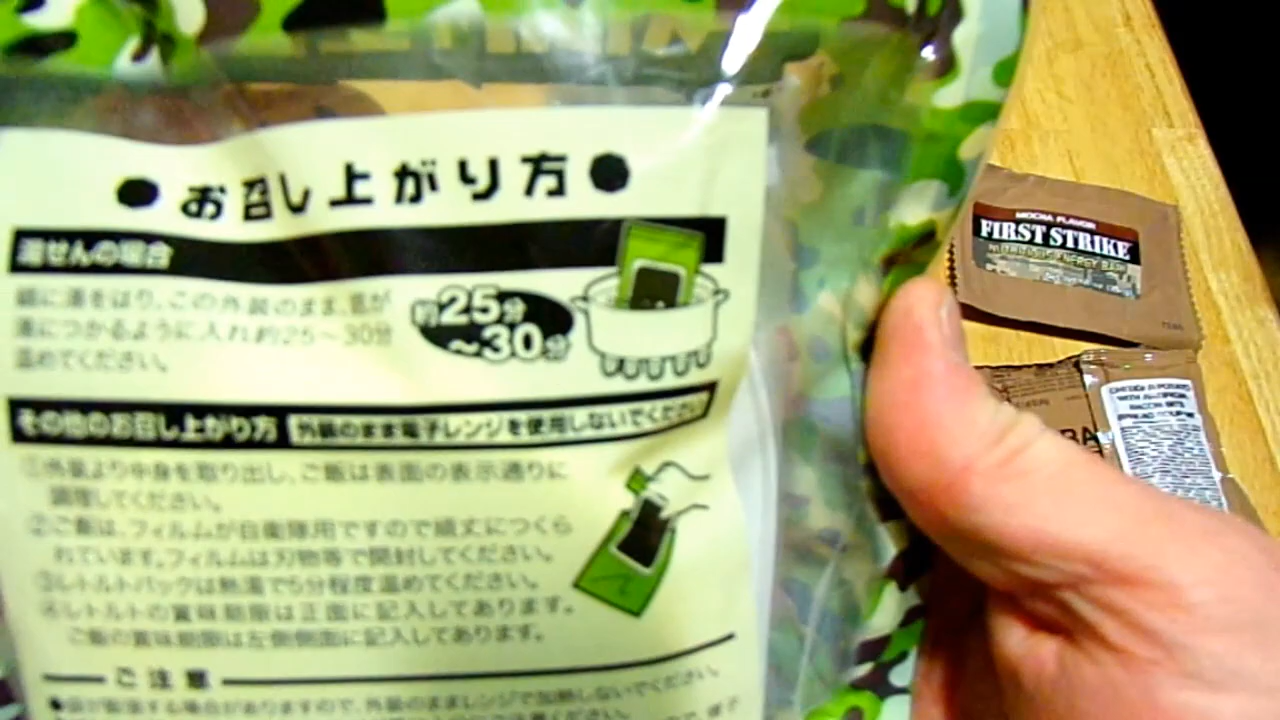 ●お召し上がり方●
湯せんの場合
鍋に湯をはり、この外装のまま、底が
湯につかるように入れ約25〜30分
温めてください。
約25分
〜30分
その他のお召し上がり方 外装のまま電子レンジを使用しないでください
①外装より中身を取り出し、ご飯は表面の表示通りに
調理してください。
②ご飯は、フィルムが自衛隊用ですので頑丈につくら
れています。フィルムは刃物等で開封してください。
③レトルトパックは熱湯で5分程度温めてください。
④レトルトの賞味期限は正面に記入してあります。
ご飯の賞味期限は左側側面に記入してあります。
ご注意
MOCHA FLAVOR
FIRST STRIKE
NUTRITIOUS ENERGY BAR
BA